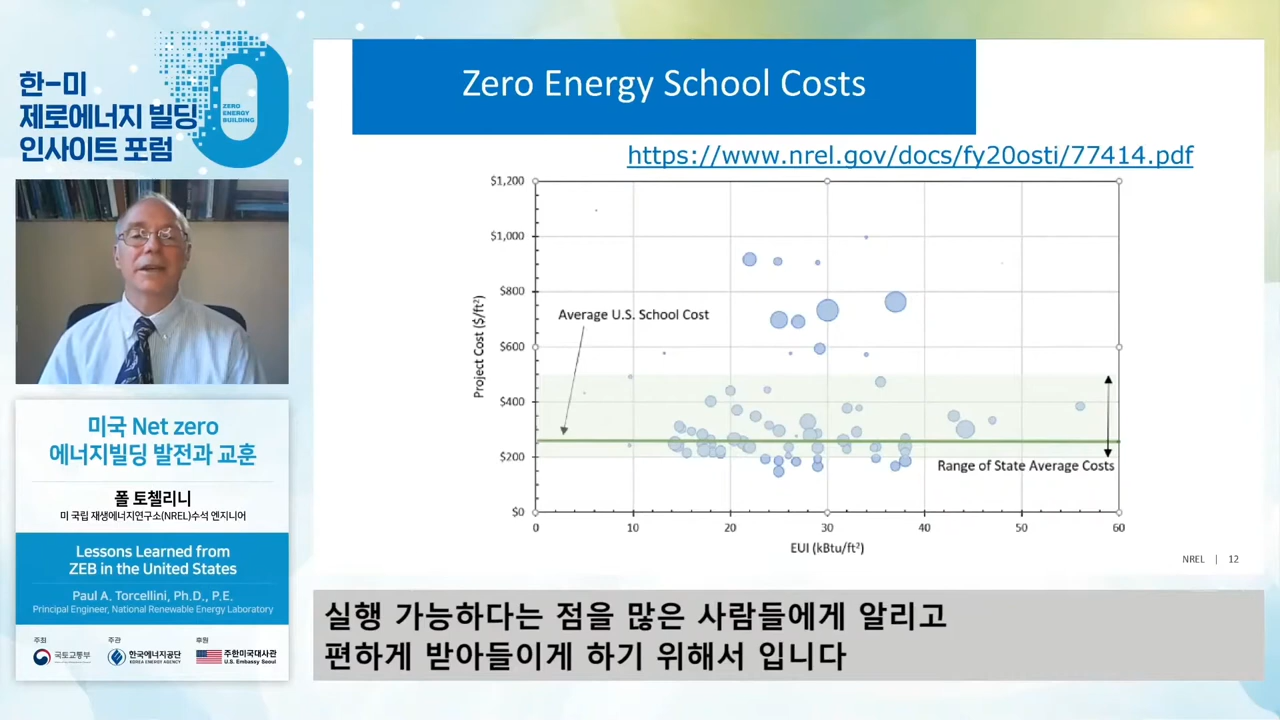 한-미
제로에너지 빌딩
인사이트 포럼
ZERO
ENERGY
BUILDING
미국 Net zero
에너지빌딩 발전과 교훈
폴 토첼리니
미 국립 재생에너지연구소(NREL)수석 엔지니어
Lessons Learned from
ZEB in the United States
Paul A. Torcellini, Ph.D., P.E.
Principal Engineer, National Renewable Energy Laboratory
주최
국토교통부
주관
한국에너지공단
KOREA ENERGY AGENCY
후원
주한미국대사관
U.S. Embassy Seoul
Zero Energy School Costs
https://www.nrel.gov/docs/fy20osti/77414.pdf
Project Cost ($/ft²)
$1,200
$1,000
$800
$600
$400
$200
$0
Average U.S. School Cost
Range of State Average Costs
0 10 20 30 40 50 60
EUI (kBtu/ft²)
NREL | 12
실행 가능하다는 점을 많은 사람들에게 알리고
편하게 받아들이게 하기 위해서 입니다